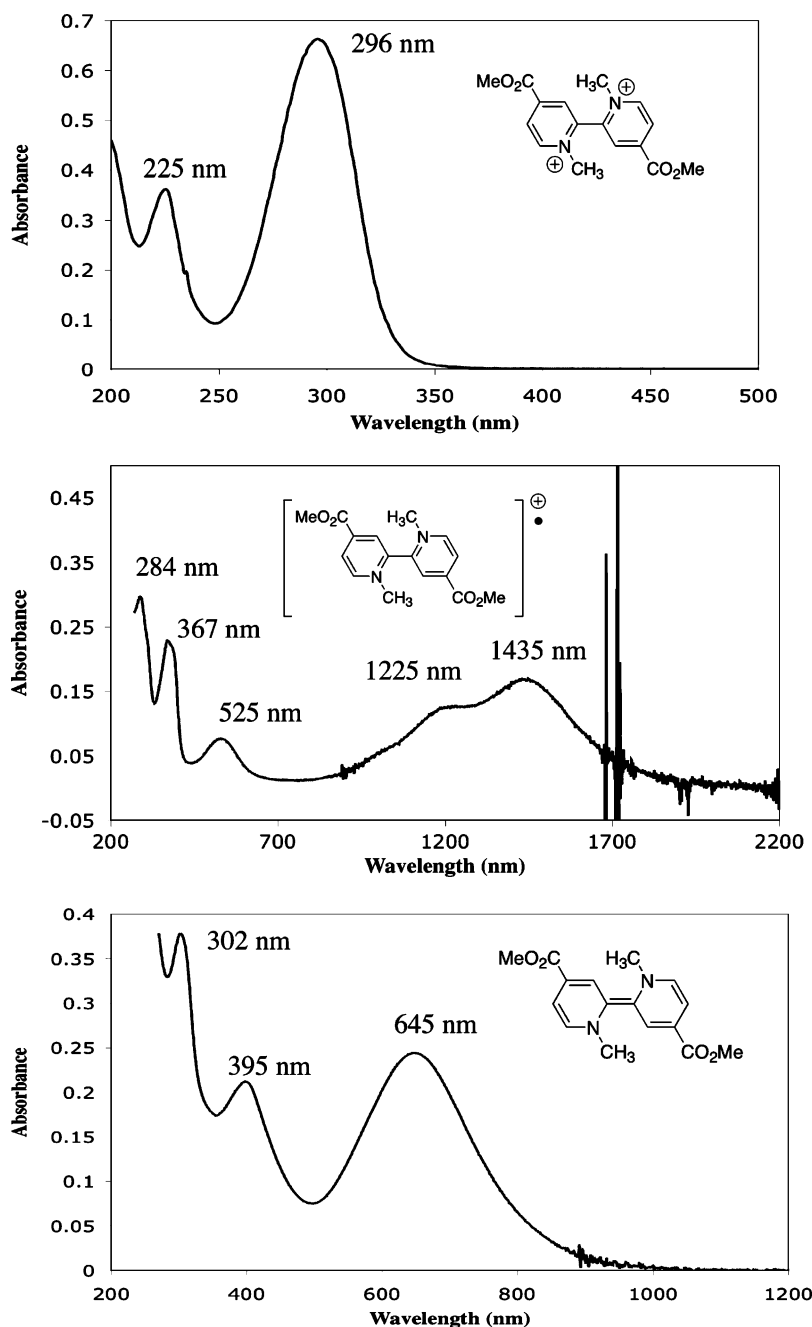 0.7
296 nm
0.6
MeO₂C
H₃C
⊕
N
0.5
N
⊕
CH₃
CO₂Me
0.4
225 nm
Absorbance
0.3
0.2
0.1
0
200 250 300 350 400 450 500
Wavelength (nm)
0.45
⊕
•
MeO₂C
H₃C
N
N
CH₃
CO₂Me
0.35
284 nm
0.25
367 nm
Absorbance
1435 nm
1225 nm
0.15
525 nm
0.05
-0.05
200 700 1200 1700 2200
Wavelength (nm)
0.4
302 nm
MeO₂C
H₃C
N
N
CH₃
CO₂Me
0.35
0.3
645 nm
0.25
395 nm
Absorbance
0.2
0.15
0.1
0.05
0
200 400 600 800 1000 1200
Wavelength (nm)